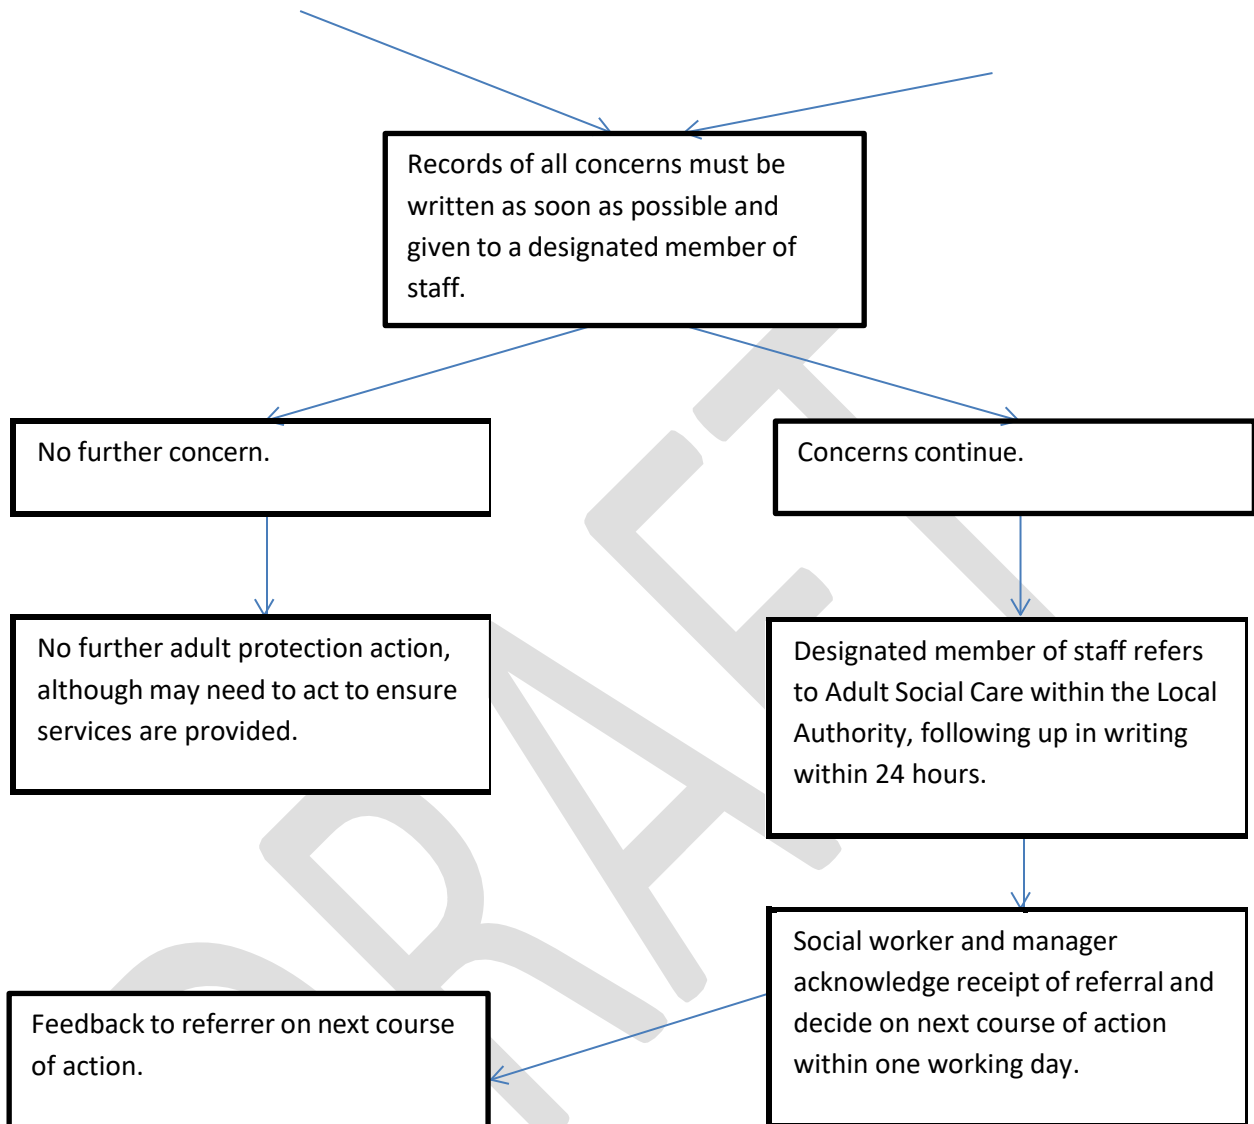 Records of all concerns must be
written as soon as possible and
given to a designated member of
staff.
No further concern.
Concerns continue.
No further adult protection action,
although may need to act to ensure
services are provided.
Designated member of staff refers
to Adult Social Care within the Local
Authority, following up in writing
within 24 hours.
Social worker and manager
acknowledge receipt of referral and
decide on next course of action
within one working day.
Feedback to referrer on next course
of action.
DRAFT